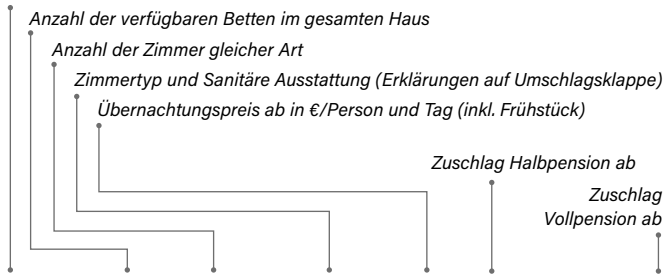 Anzahl der verfügbaren Betten im gesamten Haus
Anzahl der Zimmer gleicher Art
Zimmertyp und Sanitäre Ausstattung (Erklärungen auf Umschlagsklappe)
Übernachtungspreis ab in €/Person und Tag (inkl. Frühstück)
Zuschlag Halbpension ab
Zuschlag
Vollpension ab